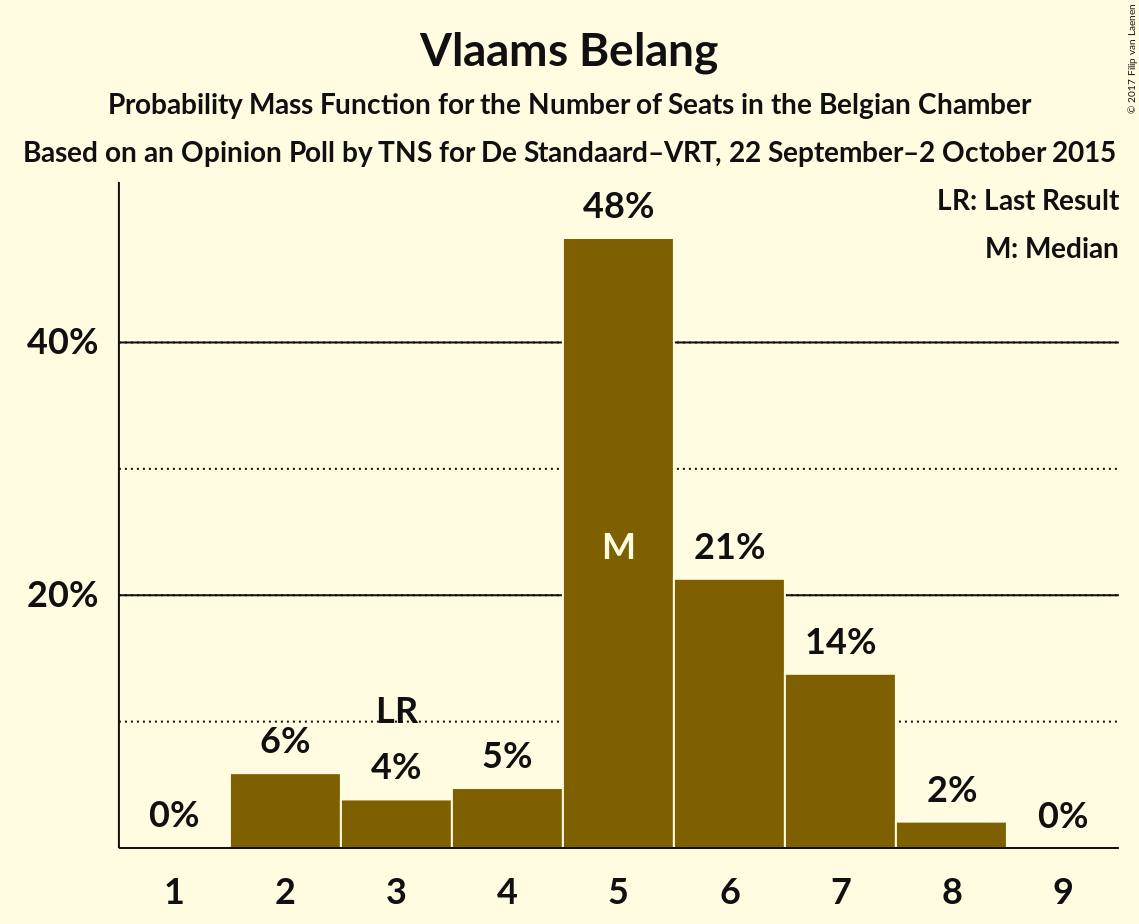 Vlaams Belang
Probability Mass Function for the Number of Seats in the Belgian Chamber
Based on an Opinion Poll by TNS for De Standaard–VRT, 22 September–2 October 2015
© 2017 Filip van Laenen
LR: Last Result
M: Median
48%
40%
M
21%
20%
14%
LR
6%
4%
5%
2%
0%
0%
1 2 3 4 5 6 7 8 9